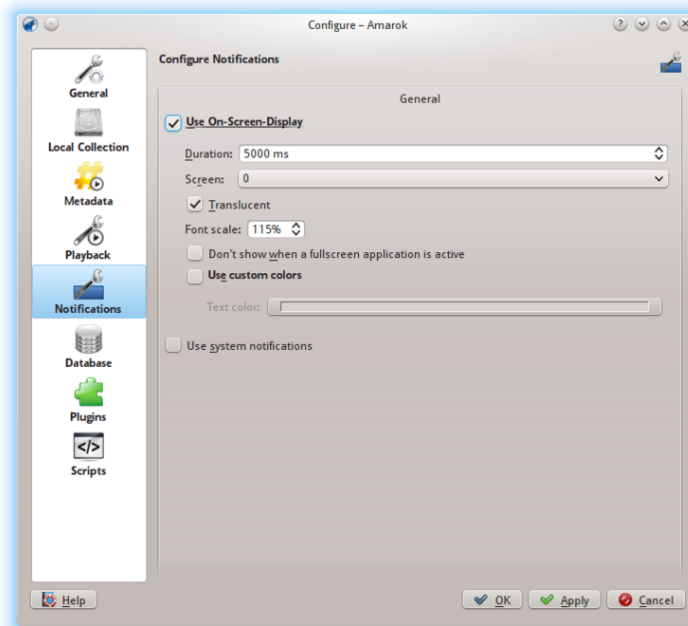 Configure – Amarok
Configure Notifications
General
Local Collection
Metadata
Playback
Notifications
Database
Plugins
</> 
Scripts
General
Use On-Screen-Display
Duration: 5000 ms
Screen: 0
Translucent
Font scale: 115%
Don't show when a fullscreen application is active
Use custom colors
Text color:
Use system notifications
Help
OK
Apply
Cancel